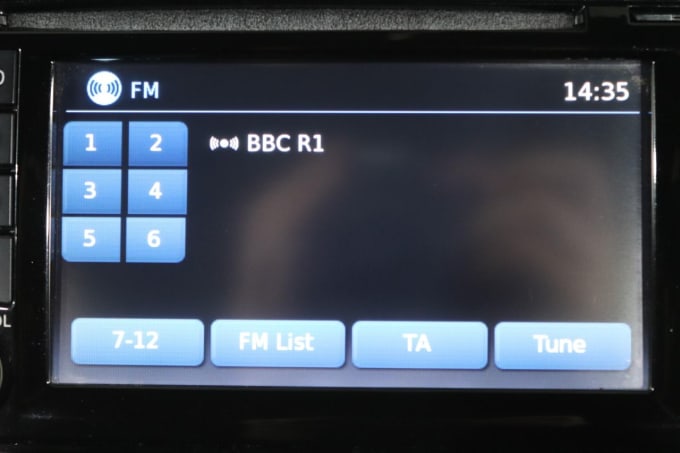 FM 14:35
1 2 BBC R1
3 4
5 6
7-12 FM List TA Tune